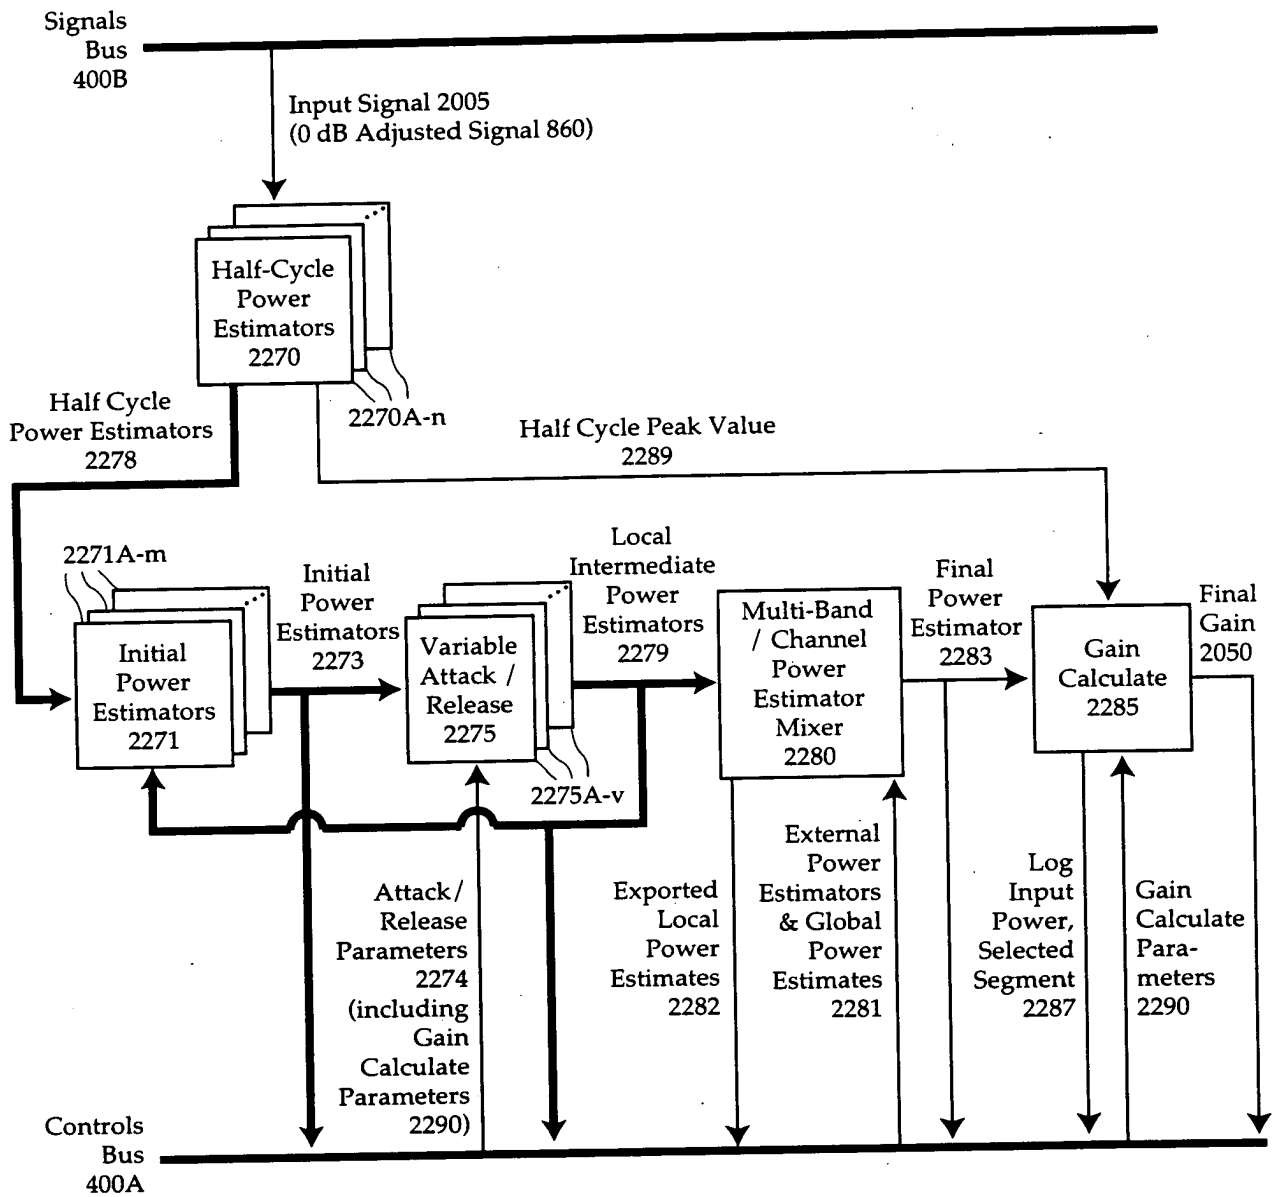 Signals
Bus
400B
Input Signal 2005
(0 dB Adjusted Signal 860)
Half-Cycle
Power
Estimators
2270
2270A-n
Half Cycle
Power Estimators
2278
Half Cycle Peak Value
2289
2271A-m
Initial
Power
Estimators
2271
Initial
Power
Estimators
2273
Variable
Attack /
Release
2275
2275A-v
Local
Intermediate
Power
Estimators
2279
Multi-Band
/ Channel
Power
Estimator
Mixer
2280
Final
Power
Estimator
2283
Gain
Calculate
2285
Final
Gain
2050
Attack/
Release
Parameters
2274
(including
Gain
Calculate
Parameters
2290)
Exported
Local
Power
Estimates
2282
External
Power
Estimators
& Global
Power
Estimates
2281
Log
Input
Power,
Selected
Segment
2287
Gain
Calculate
Para-
meters
2290
Controls
Bus
400A